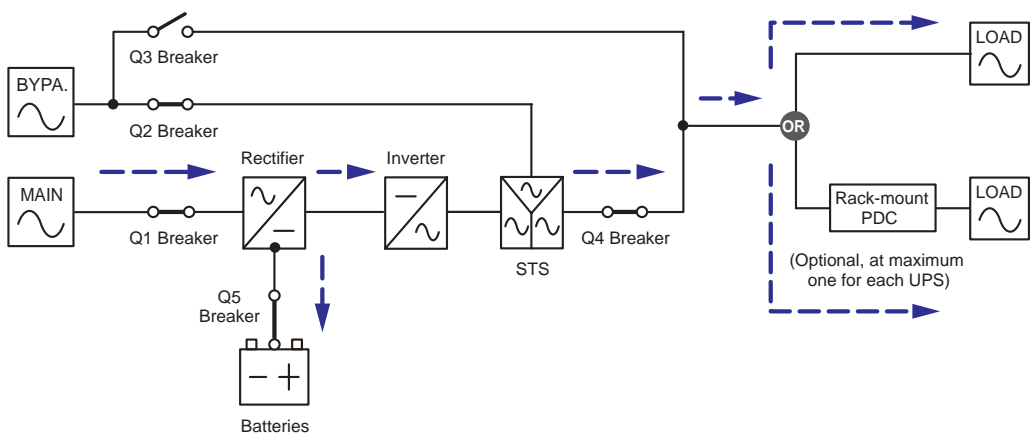 LOAD
Q3 Breaker
BYPA.
Q2 Breaker
OR
Rectifier
Inverter
MAIN
Rack-mount
PDC
LOAD
Q1 Breaker
Q4 Breaker
STS
(Optional, at maximum
one for each UPS)
Q5
Breaker
Batteries